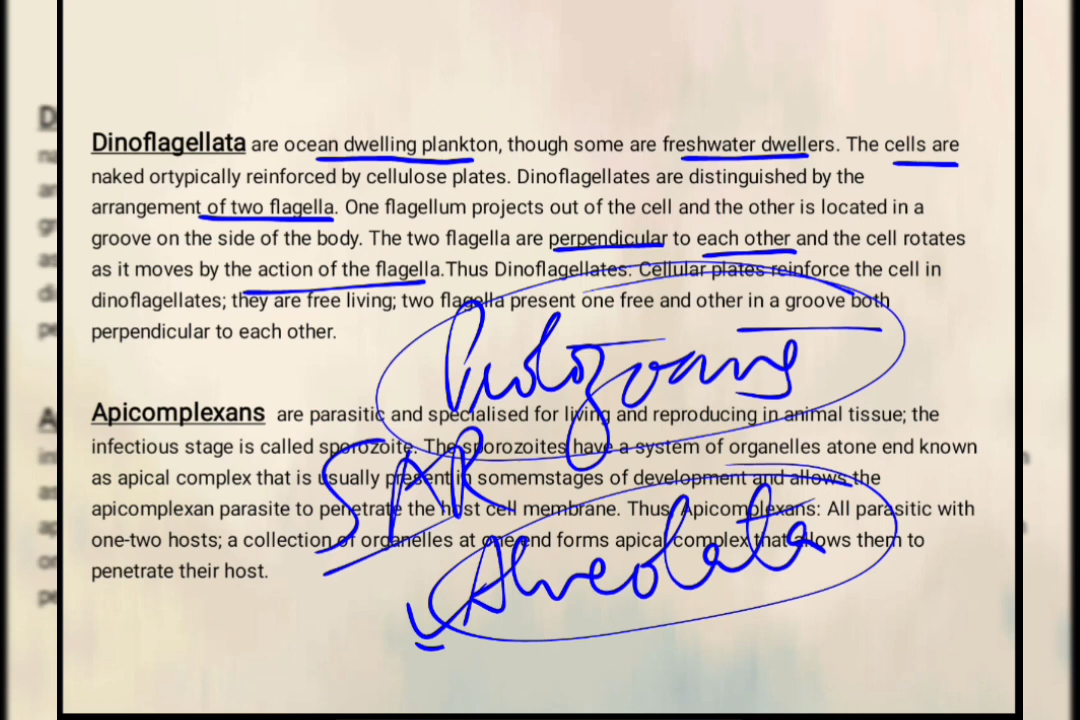 Dinoflagellata are ocean dwelling plankton, though some are freshwater dwellers. The cells are
naked ortypically reinforced by cellulose plates. Dinoflagellates are distinguished by the
arrangement of two flagella. One flagellum projects out of the cell and the other is located in a
groove on the side of the body. The two flagella are perpendicular to each other and the cell rotates
as it moves by the action of the flagella.Thus Dinoflagellates: Cellular plates reinforce the cell in
dinoflagellates; they are free living; two flagella present one free and other in a groove both
perpendicular to each other.
Protozoans
Apicomplexans are parasitic and specialised for living and reproducing in animal tissue; the
infectious stage is called sporozoite. The sporozoites have a system of organelles atone end known
as apical complex that is usually present in somemstages of development and allows the
apicomplexan parasite to penetrate the host cell membrane. Thus Apicomplexans: All parasitic with
one-two hosts; a collection of organelles at one end forms apical complex that allows them to
penetrate their host.
SAR
Alveolata